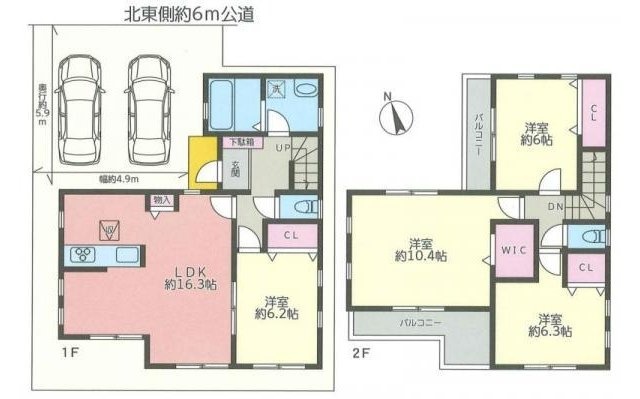 北東側約6m公道
奥行約5.9m
幅約4.9m
洗
下駄箱
玄関
UP
物入
収
CL
LDK
約16.3帖
洋室
約6.2帖
1F
N
バルコニー
洋室
約6帖
CL
DN
洋室
約10.4帖
WIC
CL
洋室
約6.3帖
バルコニー
2F